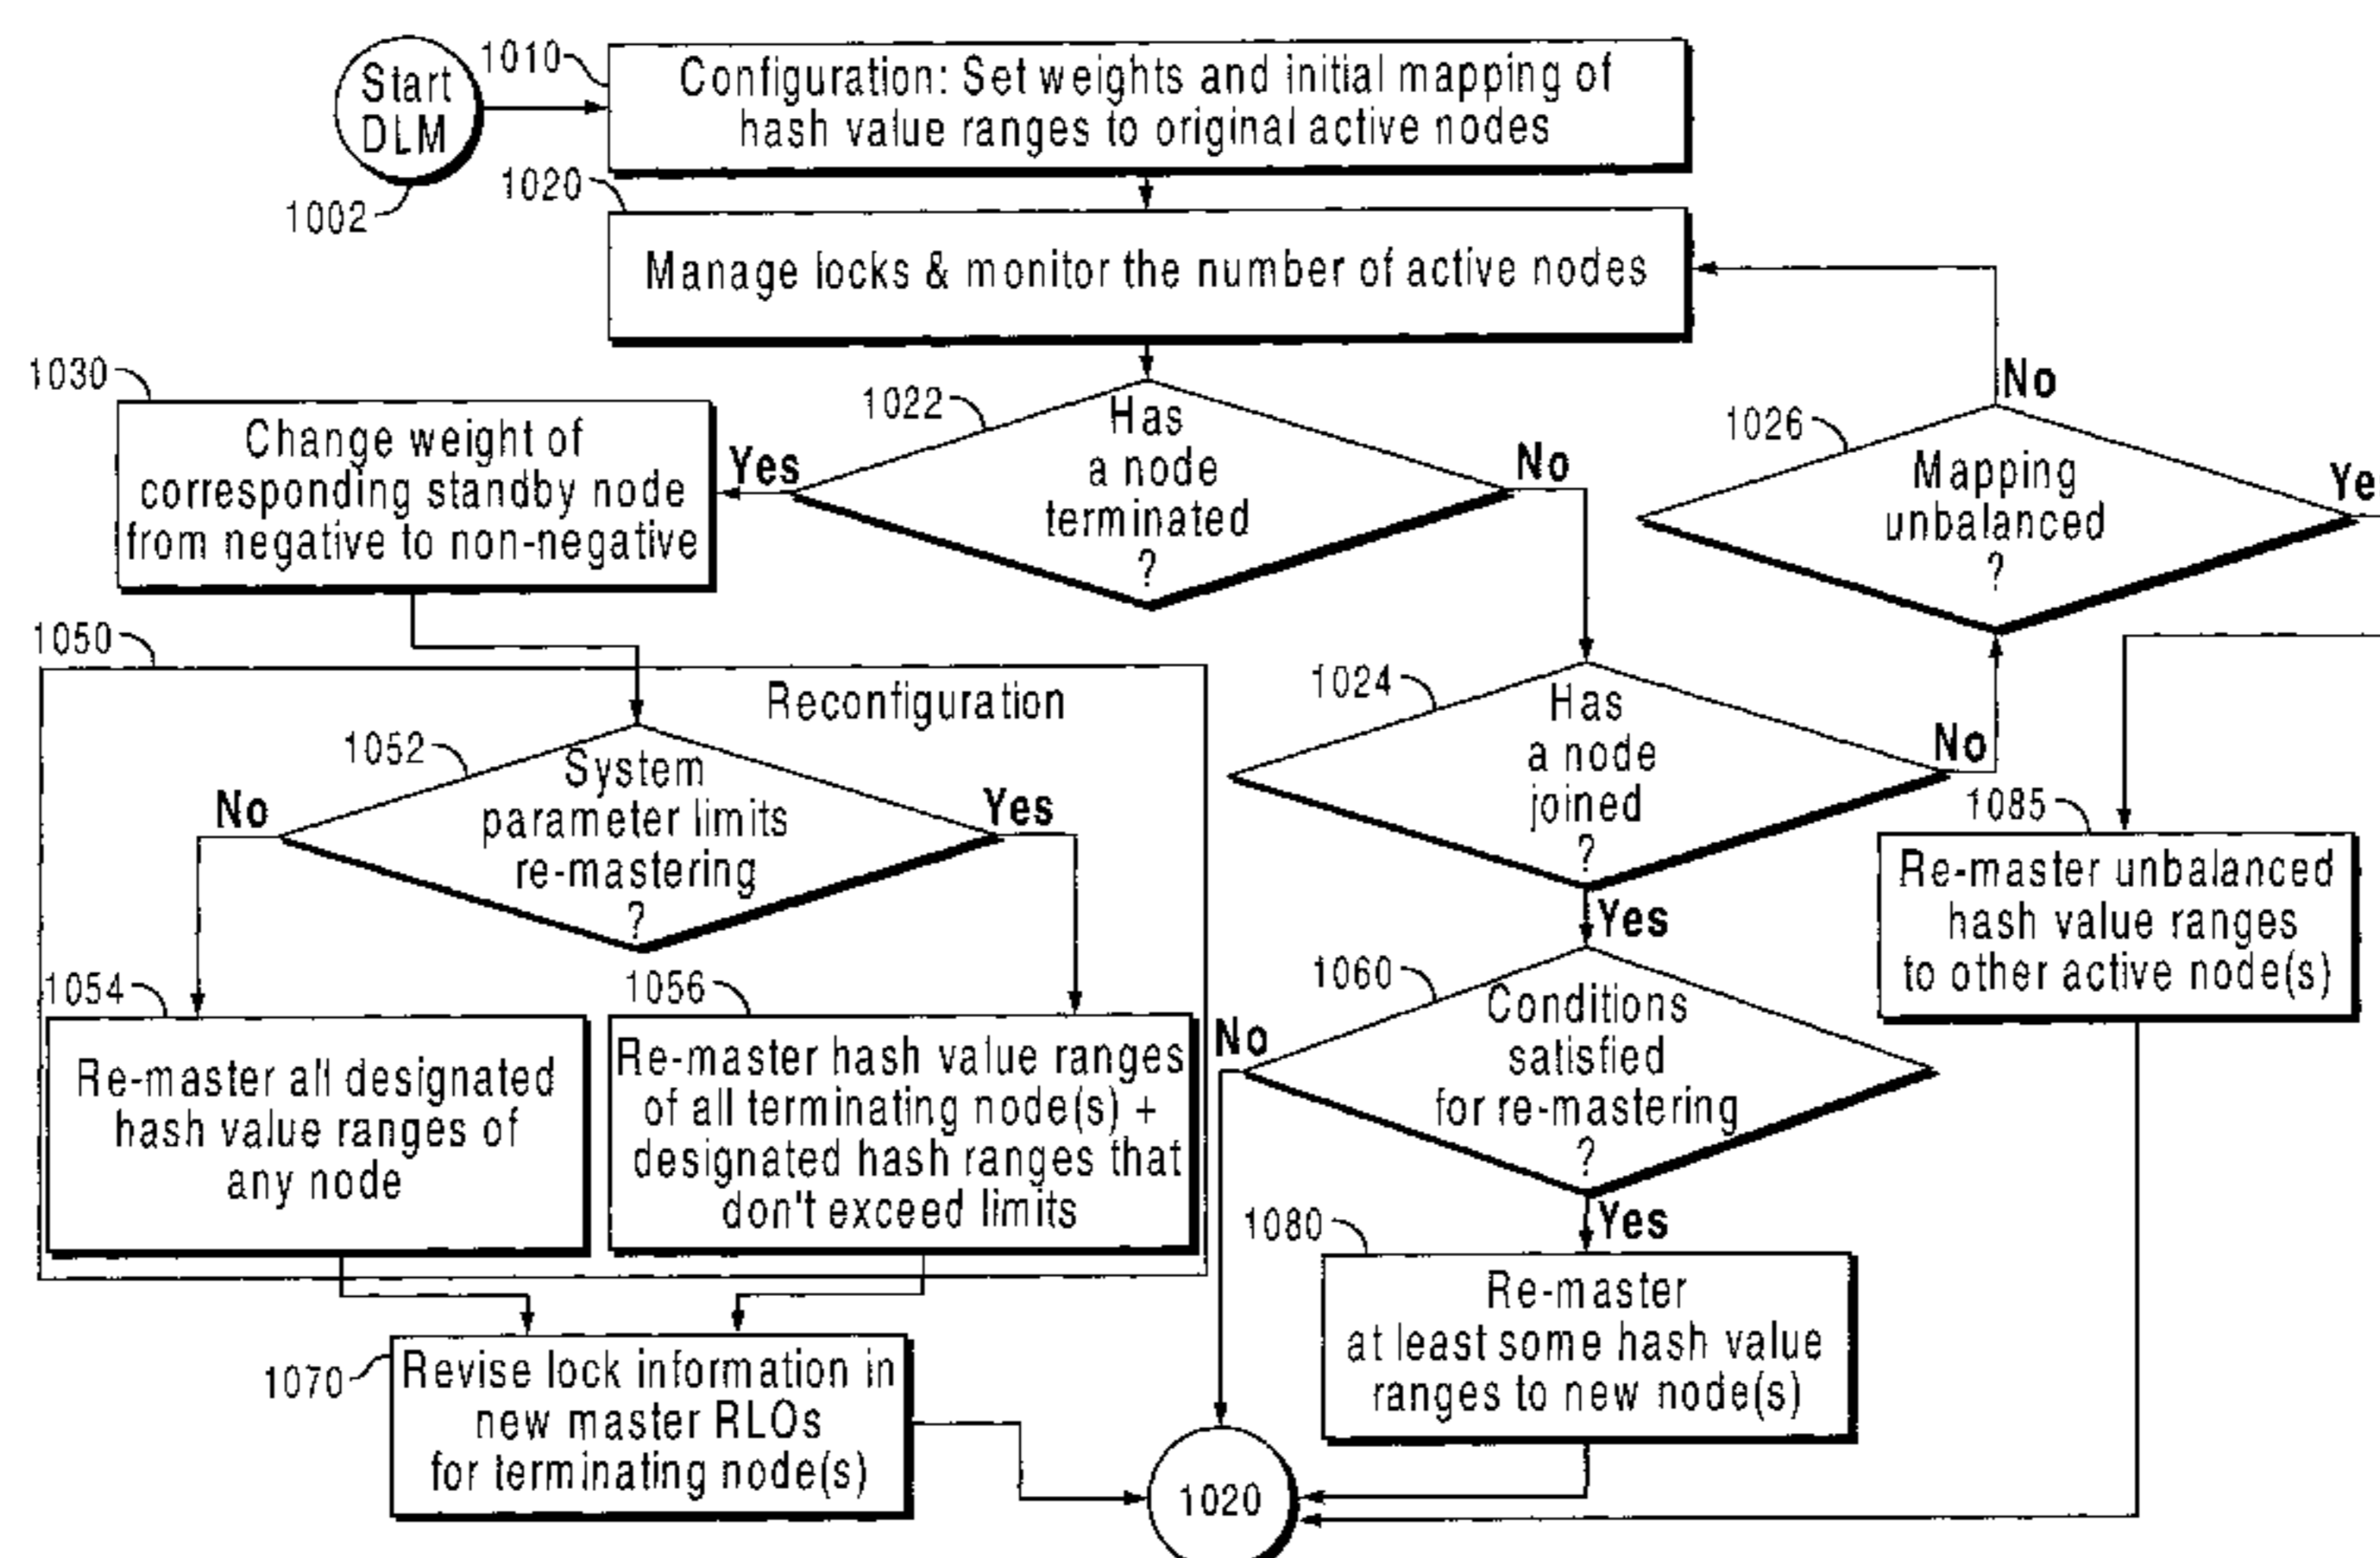 Start
DLM
1002
1010
Configuration: Set weights and initial mapping of
hash value ranges to original active nodes
1020
Manage locks & monitor the number of active nodes
1030
Change weight of
corresponding standby node
from negative to non-negative
1022
Has
a node
terminated
?
Yes
No
1026
Mapping
unbalanced
?
No
Ye
1050
Reconfiguration
1052
System
parameter limits
re-mastering
?
No
Yes
1024
Has
a node
joined
?
No
Yes
1085
Re-master unbalanced
hash value ranges
to other active node(s)
1054
Re-master all designated
hash value ranges of
any node
1056
Re-master hash value ranges
of all terminating node(s) +
designated hash ranges that
don't exceed limits
1060
Conditions
satisfied
for re-mastering
?
No
Yes
1080
Re-master
at least some hash value
ranges to new node(s)
1070
Revise lock information in
new master RLOs
for terminating node(s)
1020